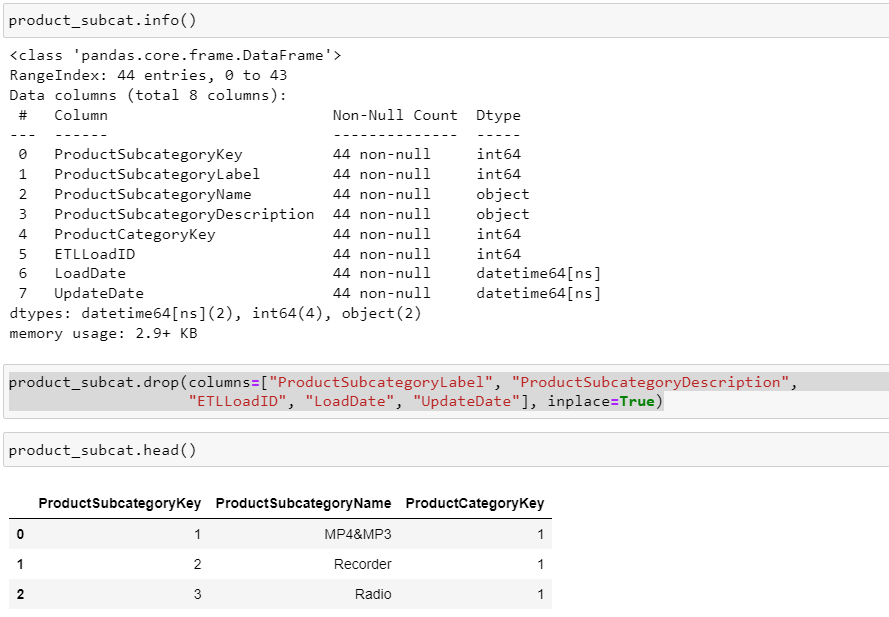 product_subcat.info()
<class 'pandas.core.frame.DataFrame'>
RangeIndex: 44 entries, 0 to 43
Data columns (total 8 columns):
 #   Column                         Non-Null Count  Dtype
---  ------                         --------------  -----
 0   ProductSubcategoryKey          44 non-null     int64
 1   ProductSubcategoryLabel        44 non-null     int64
 2   ProductSubcategoryName         44 non-null     object
 3   ProductSubcategoryDescription  44 non-null     object
 4   ProductCategoryKey             44 non-null     int64
 5   ETLLoadID                      44 non-null     int64
 6   LoadDate                       44 non-null     datetime64[ns]
 7   UpdateDate                     44 non-null     datetime64[ns]
dtypes: datetime64[ns](2), int64(4), object(2)
memory usage: 2.9+ KB
product_subcat.drop(columns=["ProductSubcategoryLabel", "ProductSubcategoryDescription",
                    "ETLLoadID", "LoadDate", "UpdateDate"], inplace=True)
product_subcat.head()
ProductSubcategoryKey ProductSubcategoryName ProductCategoryKey
0 1 MP4&MP3 1
1 2 Recorder 1
2 3 Radio 1